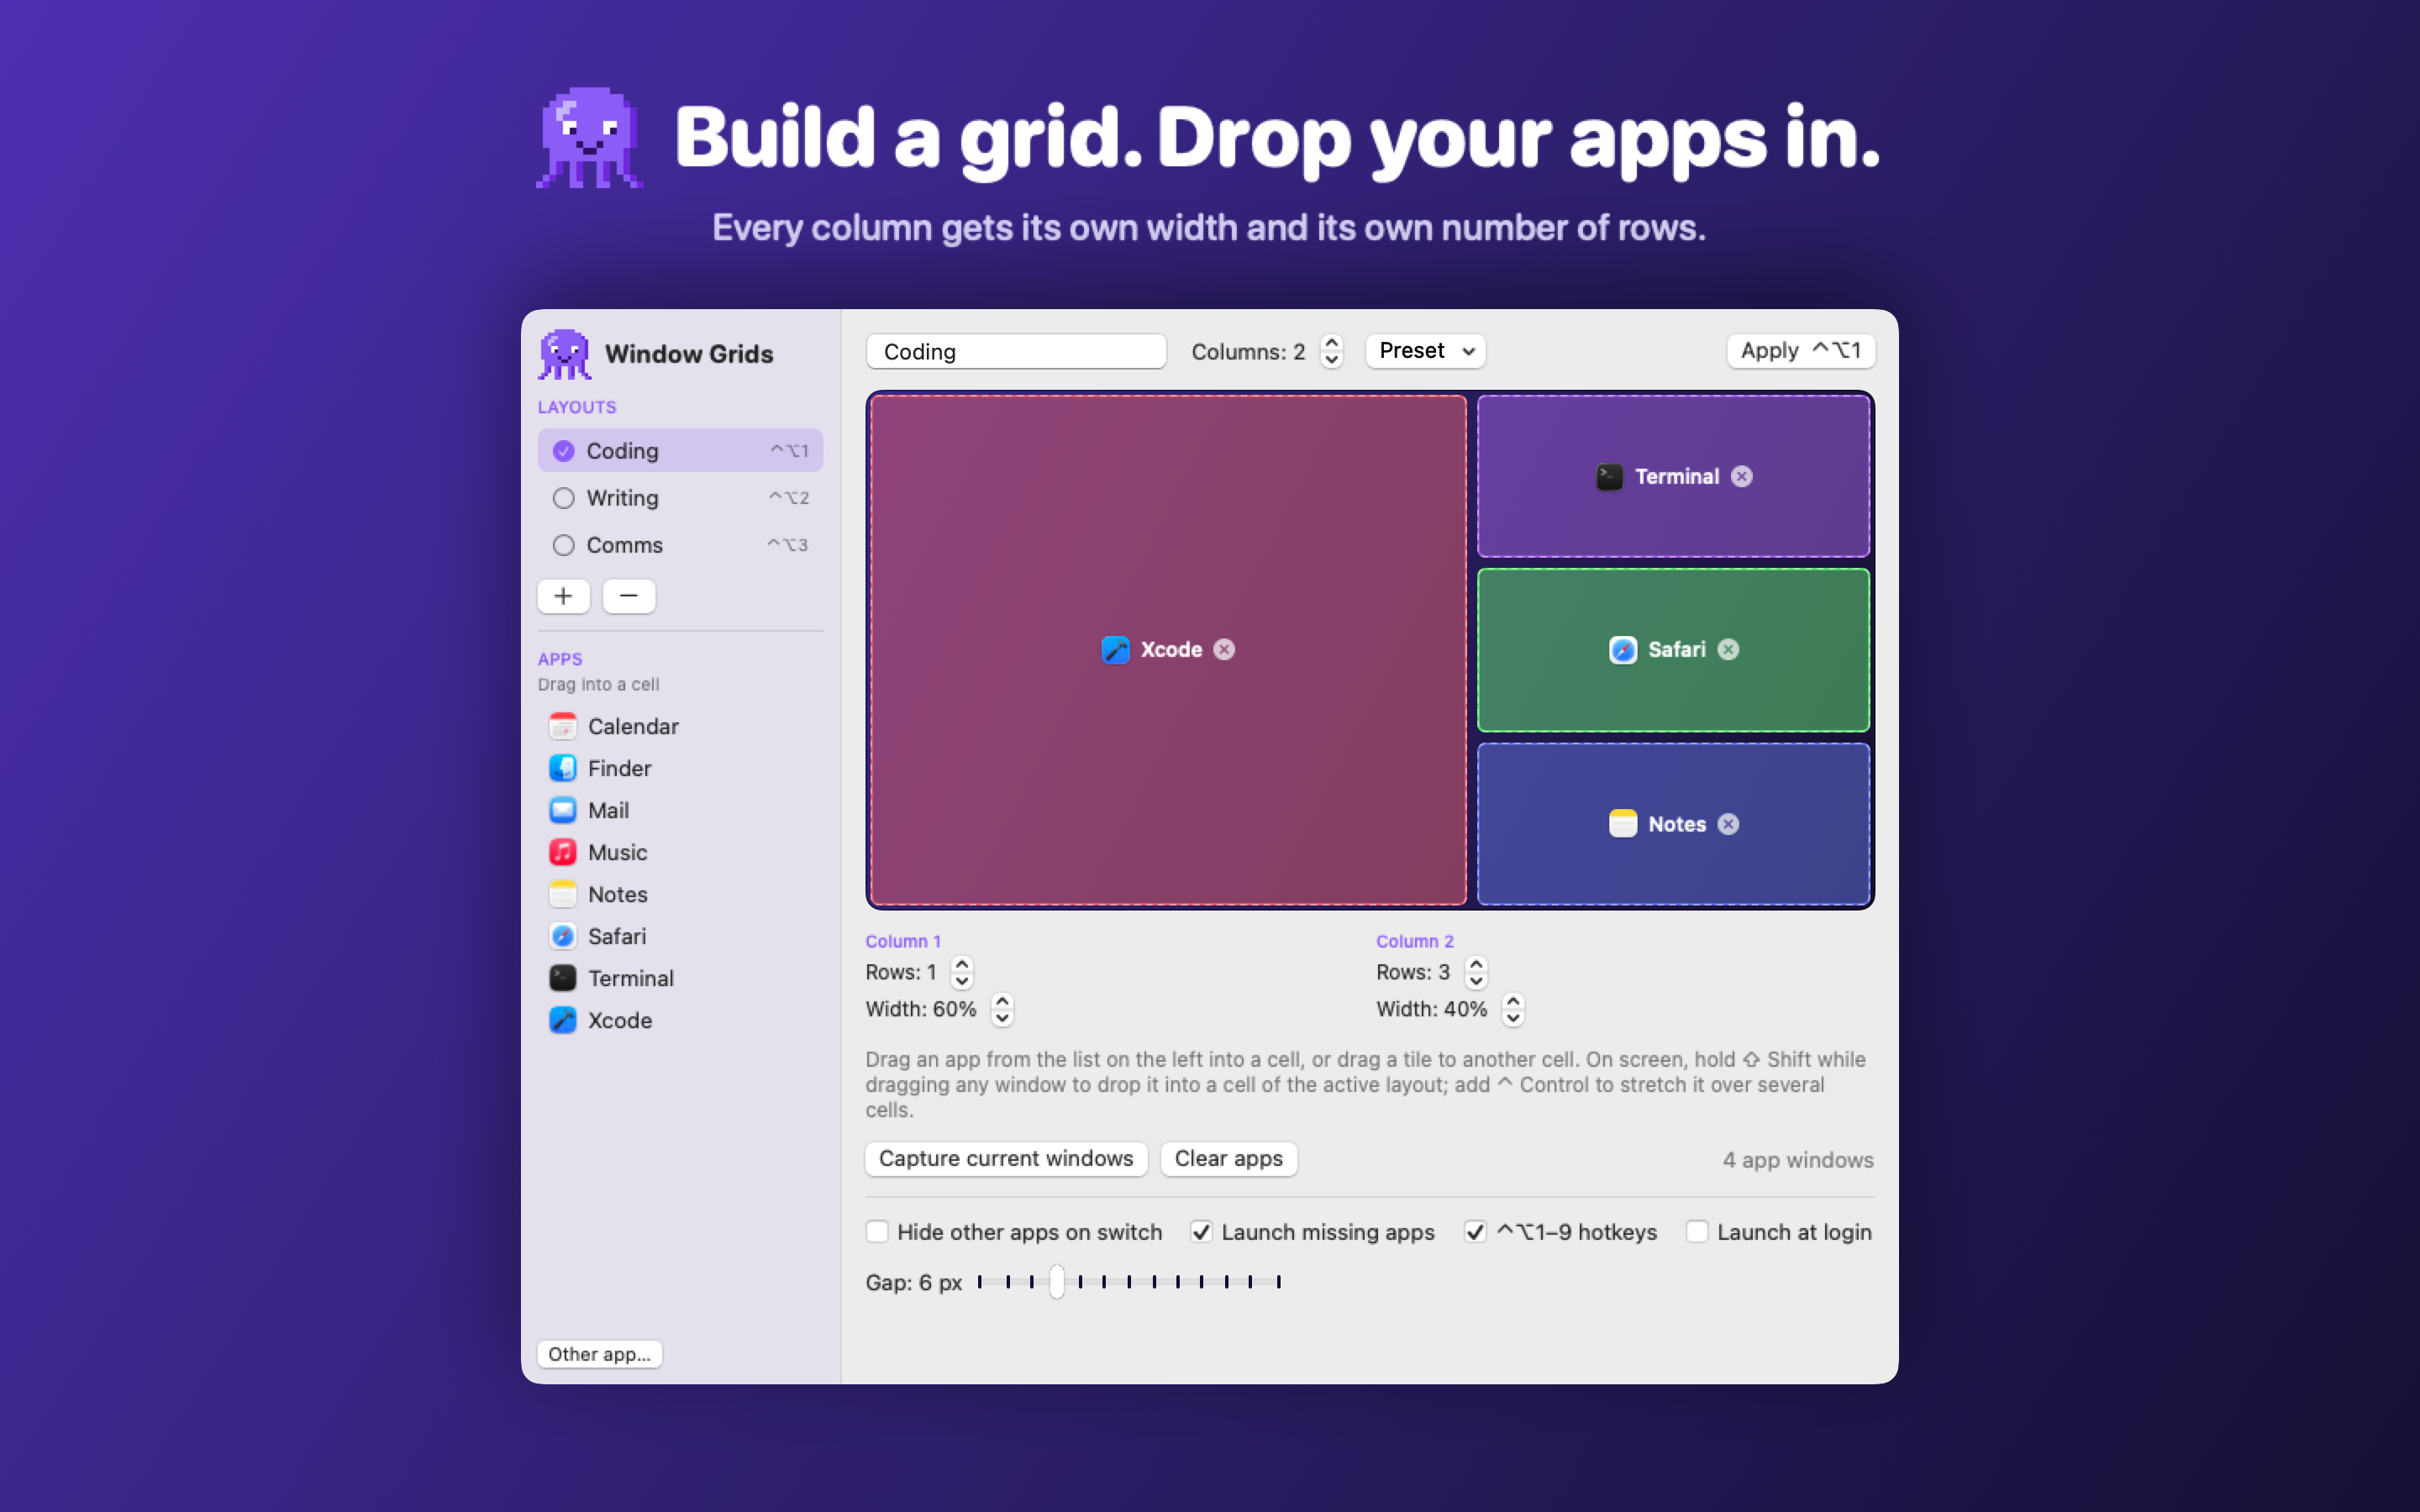 Build a grid. Drop your apps in.
Every column gets its own width and its own number of rows.
Window Grids
LAYOUTS
Coding ⌃⌥1
Writing ⌃⌥2
Comms ⌃⌥3
APPS
Drag into a cell
Calendar
Finder
Mail
Music
Notes
Safari
Terminal
Xcode
Other app...
Coding Columns: 2 Preset Apply ⌃⌥1
Xcode
Terminal
Safari
Notes
Column 1
Rows: 1
Width: 60%
Column 2
Rows: 3
Width: 40%
Drag an app from the list on the left into a cell, or drag a tile to another cell. On screen, hold ⇧ Shift while
dragging any window to drop it into a cell of the active layout; add ⌃ Control to stretch it over several
cells.
Capture current windows Clear apps 4 app windows
Hide other apps on switch Launch missing apps ⌃⌥1–9 hotkeys Launch at login
Gap: 6 px